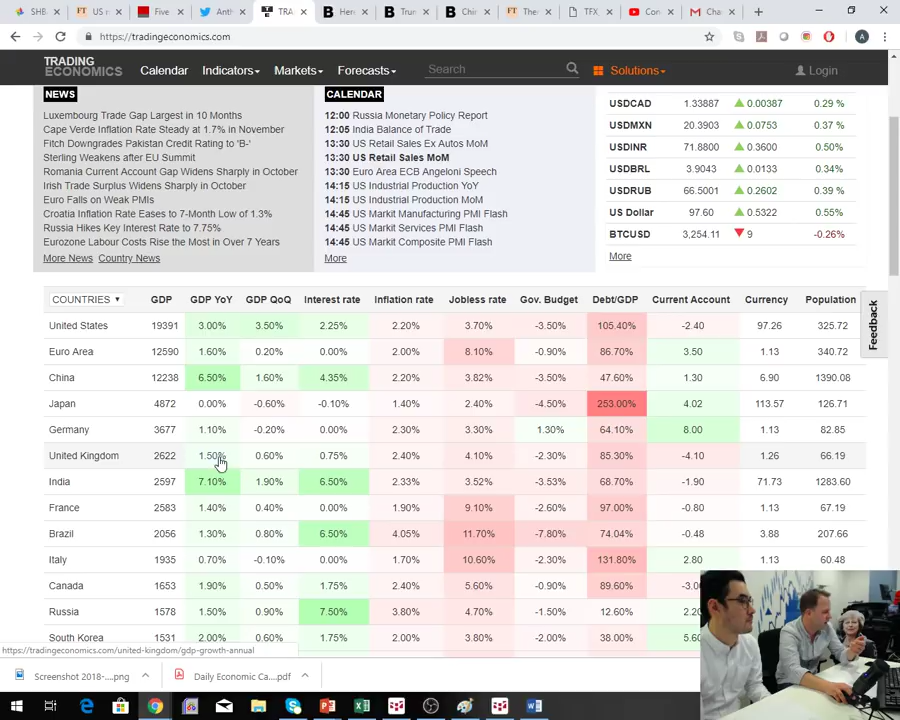 SHB
FT US r
Five
Anth
TRA
B Her
B Tru
B Chi
FT The
TFX
Con
Cha
https://tradingeconomics.com
A
TRADING
ECONOMICS
Calendar Indicators Markets Forecasts Search Solutions Login
NEWS
Luxembourg Trade Gap Largest in 10 Months
Cape Verde Inflation Rate Steady at 1.7% in November
Fitch Downgrades Pakistan Credit Rating to 'B-'
Sterling Weakens after EU Summit
Romania Current Account Gap Widens Sharply in October
Irish Trade Surplus Widens Sharply in October
Euro Falls on Weak PMIs
Croatia Inflation Rate Eases to 7-Month Low of 1.3%
Russia Hikes Key Interest Rate to 7.75%
Eurozone Labour Costs Rise the Most in Over 7 Years
More News Country News
CALENDAR
12:00 Russia Monetary Policy Report
12:05 India Balance of Trade
13:30 US Retail Sales Ex Autos MoM
13:30 US Retail Sales MoM
13:30 Euro Area ECB Angeloni Speech
14:15 US Industrial Production YoY
14:15 US Industrial Production MoM
14:45 US Markit Manufacturing PMI Flash
14:45 US Markit Services PMI Flash
14:45 US Markit Composite PMI Flash
More
USDCAD 1.33887 0.00387 0.29 %
USDMXN 20.3903 0.0753 0.37 %
USDINR 71.8800 0.3600 0.50%
USDBRL 3.9043 0.0133 0.34%
USDRUB 66.5001 0.2602 0.39 %
US Dollar 97.60 0.5322 0.55%
BTCUSD 3,254.11 9 -0.26%
More
Feedback
COUNTRIES GDP GDP YoY GDP QoQ Interest rate Inflation rate Jobless rate Gov. Budget Debt/GDP Current Account Currency Population
United States 19391 3.00% 3.50% 2.25% 2.20% 3.70% -3.50% 105.40% -2.40 97.26 325.72
Euro Area 12590 1.60% 0.20% 0.00% 2.00% 8.10% -0.90% 86.70% 3.50 1.13 340.72
China 12238 6.50% 1.60% 4.35% 2.20% 3.82% -3.50% 47.60% 1.30 6.90 1390.08
Japan 4872 0.00% -0.60% -0.10% 1.40% 2.40% -4.50% 253.00% 4.02 113.57 126.71
Germany 3677 1.10% -0.20% 0.00% 2.30% 3.30% 1.30% 64.10% 8.00 1.13 82.85
United Kingdom 2622 1.50% 0.60% 0.75% 2.40% 4.10% -2.30% 85.30% -4.10 1.26 66.19
India 2597 7.10% 1.90% 6.50% 2.33% 3.52% -3.53% 68.70% -1.90 71.73 1283.60
France 2583 1.40% 0.40% 0.00% 1.90% 9.10% -2.60% 97.00% -0.80 1.13 67.19
Brazil 2056 1.30% 0.80% 6.50% 4.05% 11.70% -7.80% 74.04% -0.48 3.88 207.66
Italy 1935 0.70% -0.10% 0.00% 1.70% 10.60% -2.30% 131.80% 2.80 1.13 60.48
Canada 1653 1.90% 0.50% 1.75% 2.40% 5.60% -0.90% 89.60% -3.0
Russia 1578 1.50% 0.90% 7.50% 3.80% 4.70% -1.50% 12.60% 2.20
South Korea 1531 2.00% 0.60% 1.75% 2.00% 3.80% -2.00% 38.00% 5.60
https://tradingeconomics.com/united-kingdom/gdp-growth-annual
Screenshot 2018-....png
Daily Economic Ca....pdf